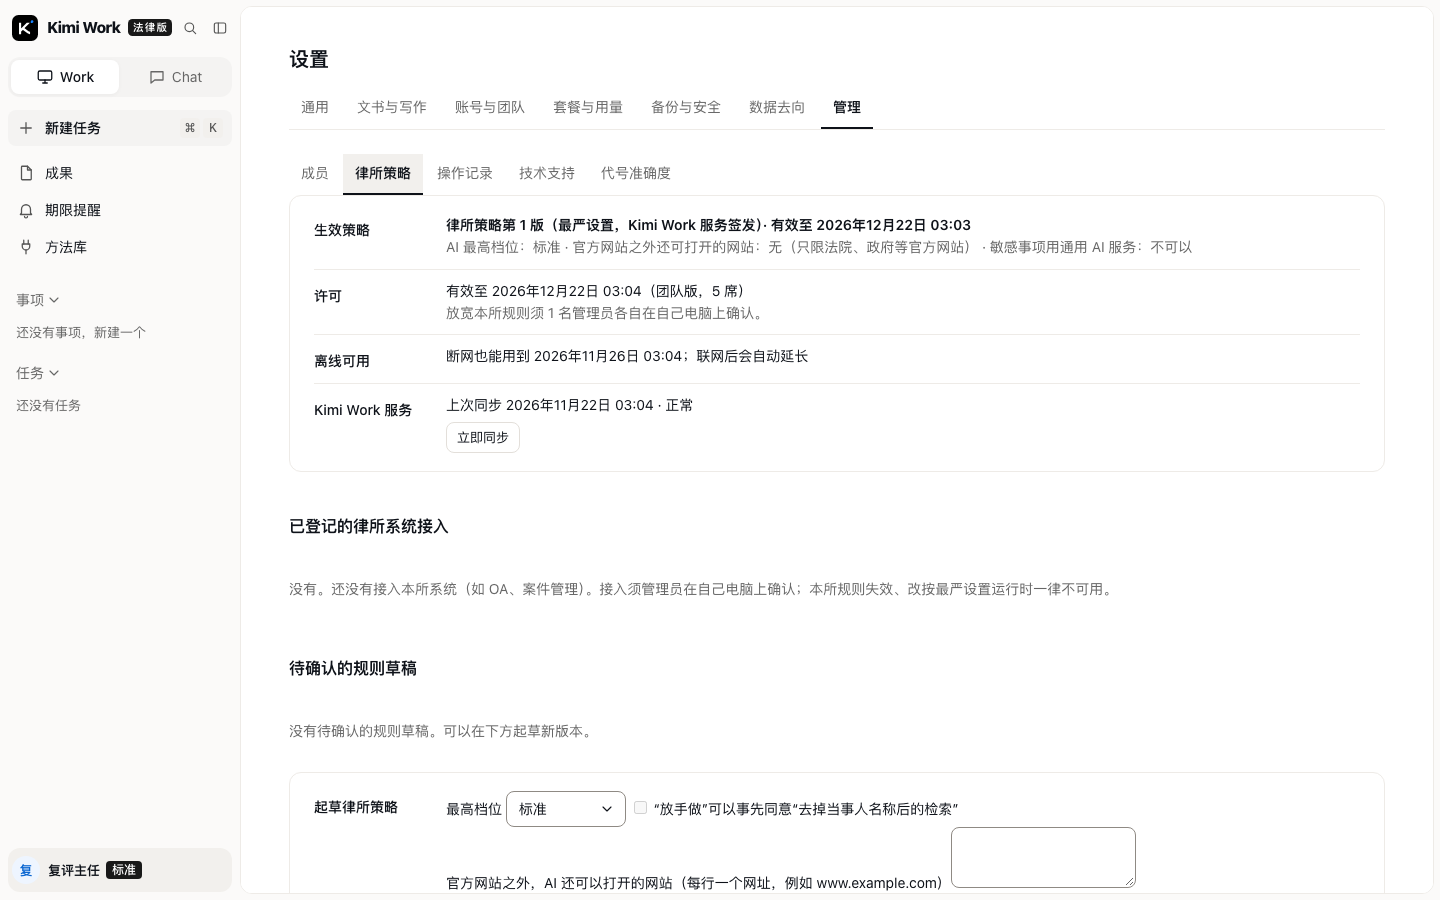 Kimi Work 法律版
Work Chat
新建任务 ⌘ K
成果
期限提醒
方法库
事项
还没有事项，新建一个
任务
还没有任务
复 复评主任 标准
设置
通用 文书与写作 账号与团队 套餐与用量 备份与安全 数据去向 管理
成员 律所策略 操作记录 技术支持 代号准确度
生效策略 律所策略第 1 版（最严设置，Kimi Work 服务签发）· 有效至 2026年12月22日 03:03
AI 最高档位：标准 · 官方网站之外还可打开的网站：无（只限法院、政府等官方网站） · 敏感事项用通用 AI 服务：不可以
许可 有效至 2026年12月22日 03:04（团队版，5 席）
放宽本所规则须 1 名管理员各自在自己电脑上确认。
离线可用 断网也能用到 2026年11月26日 03:04；联网后会自动延长
Kimi Work 服务 上次同步 2026年11月22日 03:04 · 正常
立即同步
已登记的律所系统接入
没有。还没有接入本所系统（如 OA、案件管理）。接入须管理员在自己电脑上确认；本所规则失效、改按最严设置运行时一律不可用。
待确认的规则草稿
没有待确认的规则草稿。可以在下方起草新版本。
起草律所策略 最高档位 标准 “放手做”可以事先同意“去掉当事人名称后的检索”
官方网站之外，AI 还可以打开的网站（每行一个网址，例如 www.example.com）